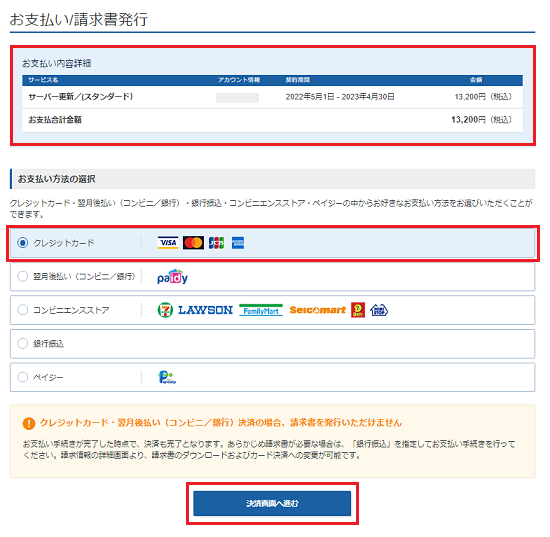 お支払い/請求書発行
お支払い内容詳細
サービス名 アカウント情報 契約期間 金額
サーバー更新／(スタンダード) 2022年5月1日 - 2023年4月30日 13,200円（税込）
お支払合計金額 13,200円（税込）
お支払い方法の選択
クレジットカード・翌月後払い（コンビニ／銀行）・銀行振込・コンビニエンスストア・ペイジーの中からお好きなお支払い方法をお選びいただくことが
できます。
クレジットカード VISA MasterCard JCB AMERICAN EXPRESS
翌月後払い（コンビニ／銀行） paidy
コンビニエンスストア 7 LAWSON FamilyMart Seicomart MINI STOP
銀行振込
ペイジー Pay-easy
クレジットカード・翌月後払い（コンビニ／銀行）決済の場合、請求書を発行いただけません
お支払い手続きが完了した時点で、決済も完了となります。あらかじめ請求書が必要な場合は、「銀行振込」を指定してお支払い手続きを行って
ください。請求情報の詳細画面より、請求書のダウンロードおよびカード決済への変更が可能です。
決済画面へ進む